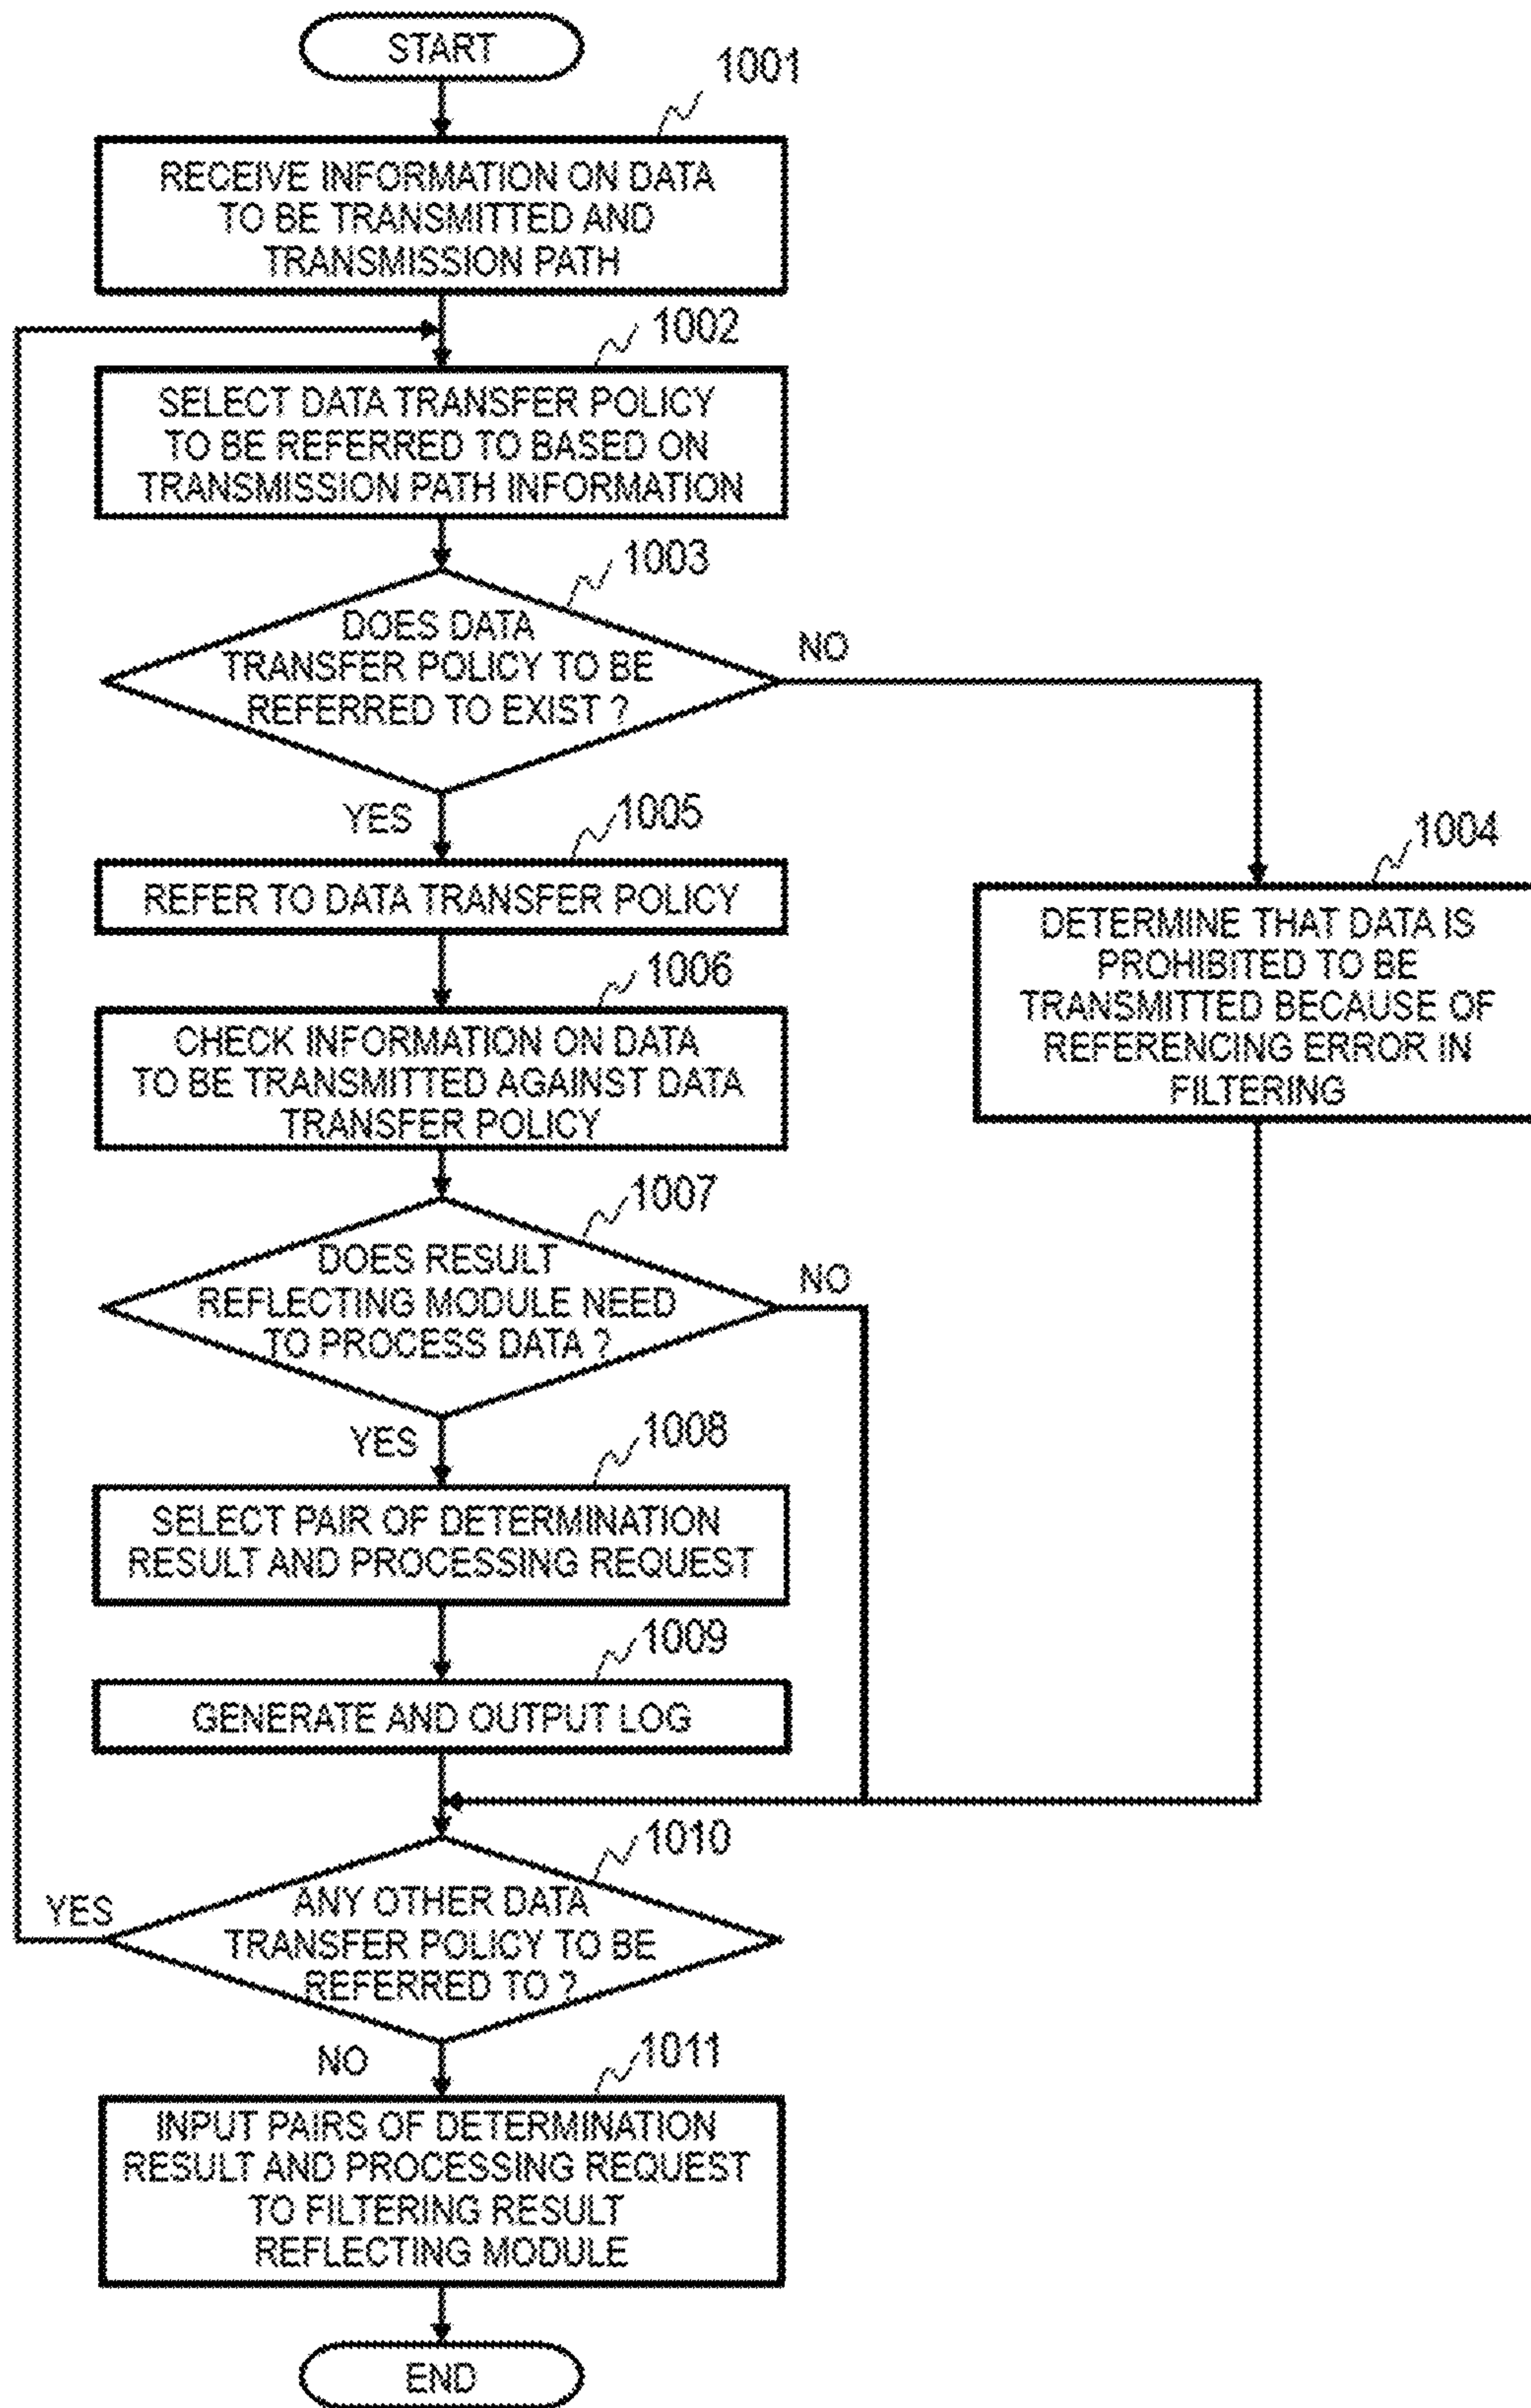 START
1001
RECEIVE INFORMATION ON DATA
TO BE TRANSMITTED AND
TRANSMISSION PATH
1002
SELECT DATA TRANSFER POLICY
TO BE REFERRED TO BASED ON
TRANSMISSION PATH INFORMATION
1003
DOES DATA
TRANSFER POLICY TO BE
REFERRED TO EXIST ?
NO
YES
1005
REFER TO DATA TRANSFER POLICY
1004
DETERMINE THAT DATA IS
PROHIBITED TO BE
TRANSMITTED BECAUSE OF
REFERENCING ERROR IN
FILTERING
1006
CHECK INFORMATION ON DATA
TO BE TRANSMITTED AGAINST DATA
TRANSFER POLICY
1007
DOES RESULT
REFLECTING MODULE NEED
TO PROCESS DATA ?
NO
YES
1008
SELECT PAIR OF DETERMINATION
RESULT AND PROCESSING REQUEST
1009
GENERATE AND OUTPUT LOG
1010
ANY OTHER DATA
TRANSFER POLICY TO BE
REFERRED TO ?
YES
NO
1011
INPUT PAIRS OF DETERMINATION
RESULT AND PROCESSING REQUEST
TO FILTERING RESULT
REFLECTING MODULE
END